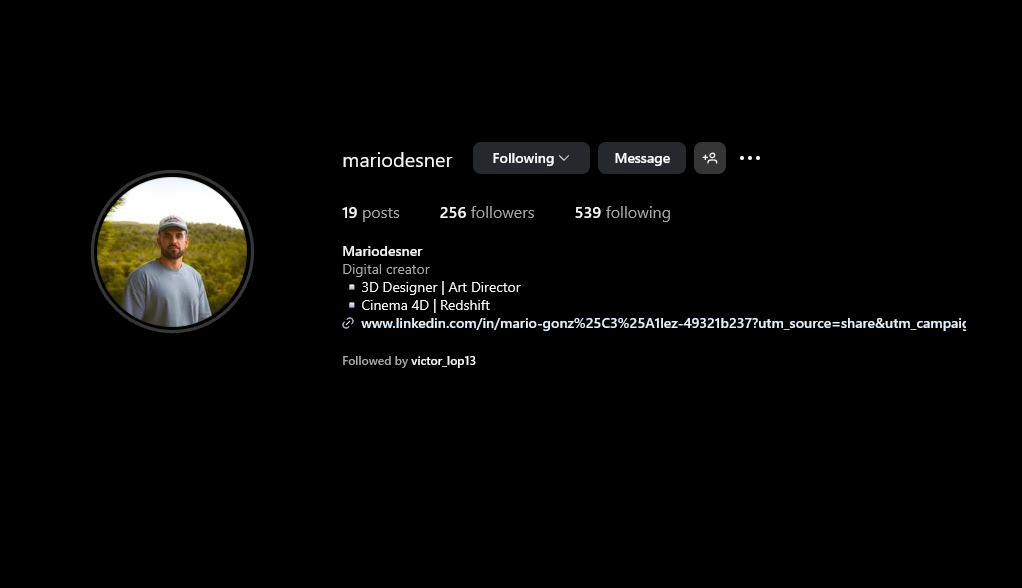 mariodesner Following Message
19 posts 256 followers 539 following
Mariodesner
Digital creator
▫️3D Designer | Art Director
▫️Cinema 4D | Redshift
www.linkedin.com/in/mario-gonz%25C3%25A1lez-49321b237?utm_source=share&utm_campaig
Followed by victor_lop13